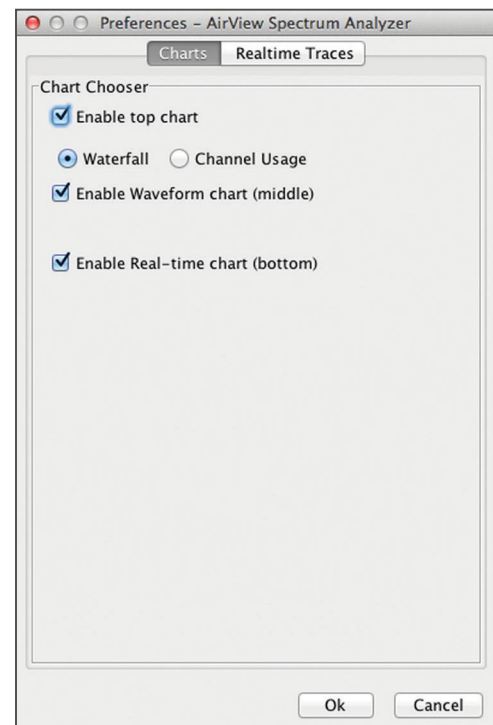 Preferences – AirView Spectrum Analyzer
Charts Realtime Traces
Chart Chooser
Enable top chart
Waterfall Channel Usage
Enable Waveform chart (middle)
Enable Real-time chart (bottom)
Ok Cancel